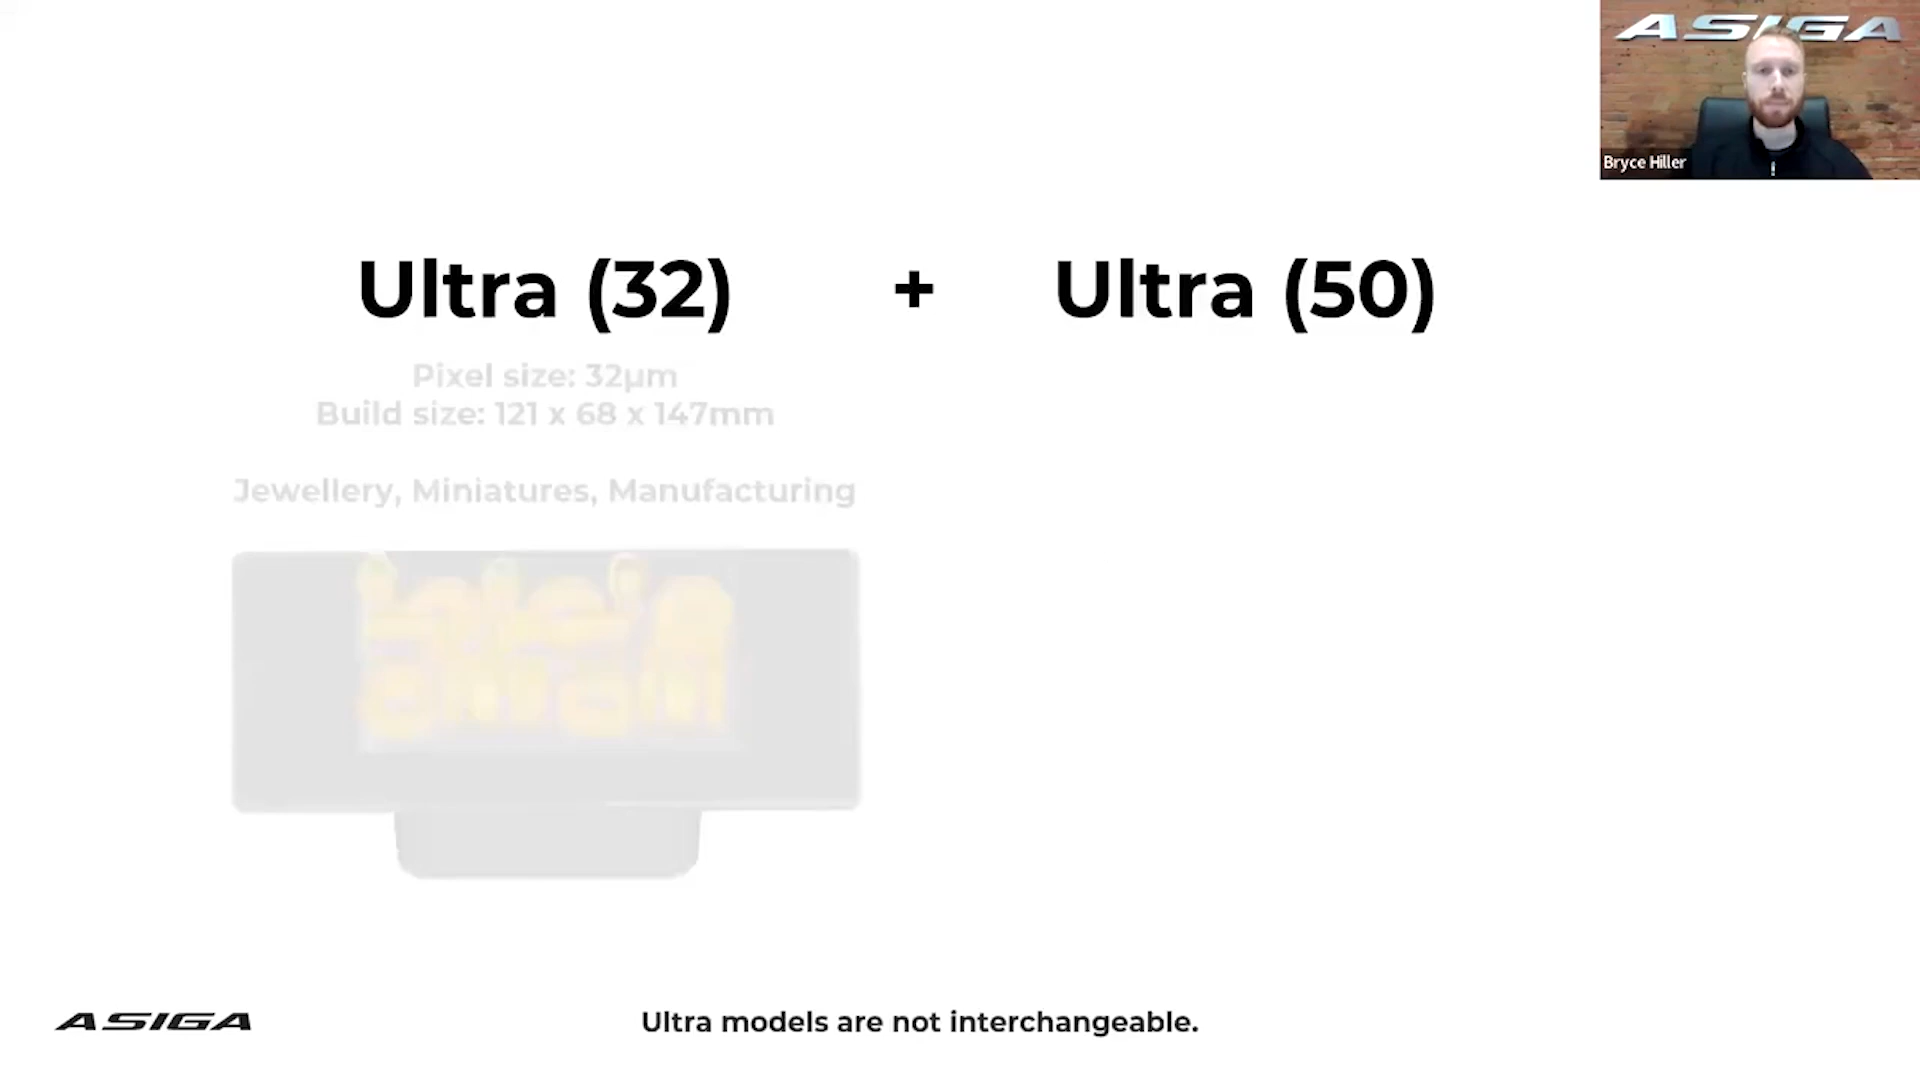 ASIGA
Bryce Hiller
Ultra (32) + Ultra (50)
Pixel size: 32µm
Build size: 121 x 68 x 147mm
Jewellery, Miniatures, Manufacturing
ASIGA
Ultra models are not interchangeable.